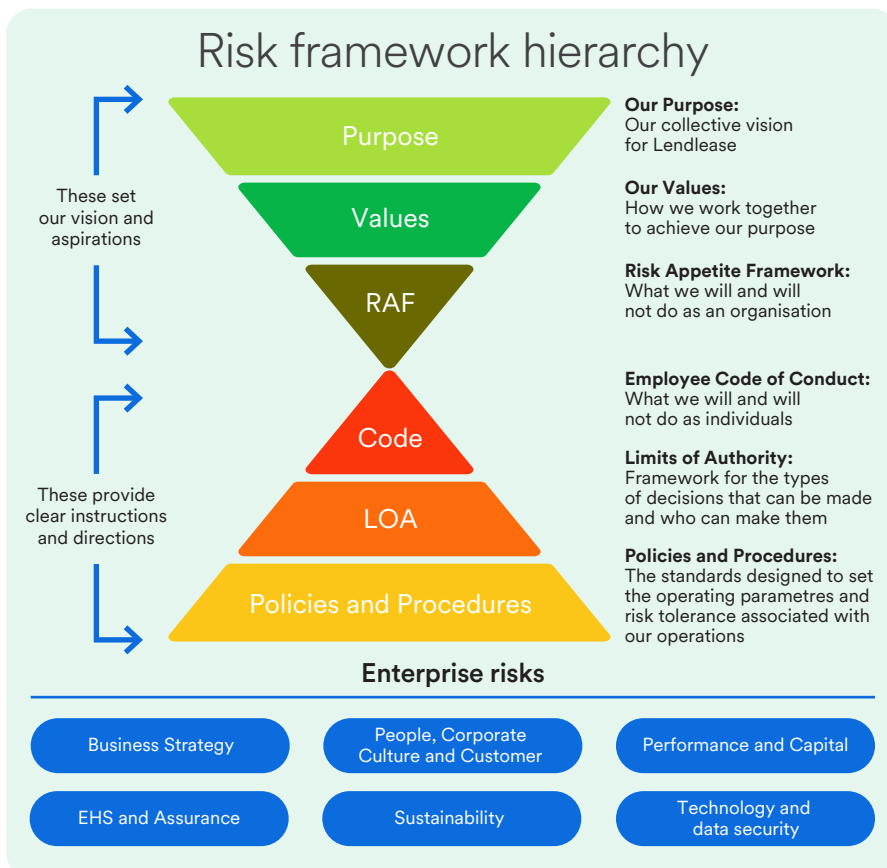 Risk framework hierarchy
These set
our vision and
aspirations
Purpose
Values
RAF
Our Purpose:
Our collective vision
for Lendlease
Our Values:
How we work together
to achieve our purpose
Risk Appetite Framework:
What we will and will
not do as an organisation
These provide
clear instructions
and directions
Code
LOA
Policies and Procedures
Employee Code of Conduct:
What we will and will
not do as individuals
Limits of Authority:
Framework for the types
of decisions that can be made
and who can make them
Policies and Procedures:
The standards designed to set
the operating parametres and
risk tolerance associated with
our operations
Enterprise risks
Business Strategy
People, Corporate
Culture and Customer
Performance and Capital
EHS and Assurance
Sustainability
Technology and
data security